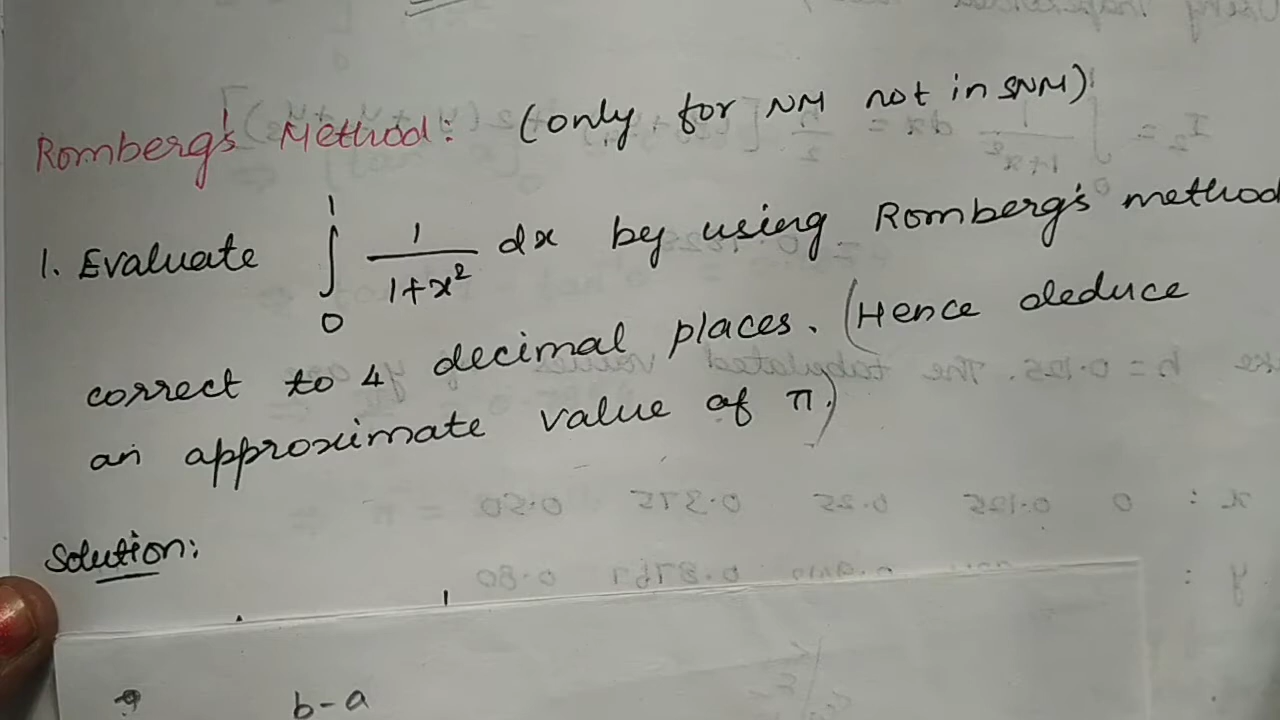 Romberg's Method: (only for NM not in SNM)
1. Evaluate ∫₀¹ 1/(1+x²) dx by using Romberg's method
correct to 4 decimal places. (Hence deduce
an approximate value of π.)
Solution:
b-a